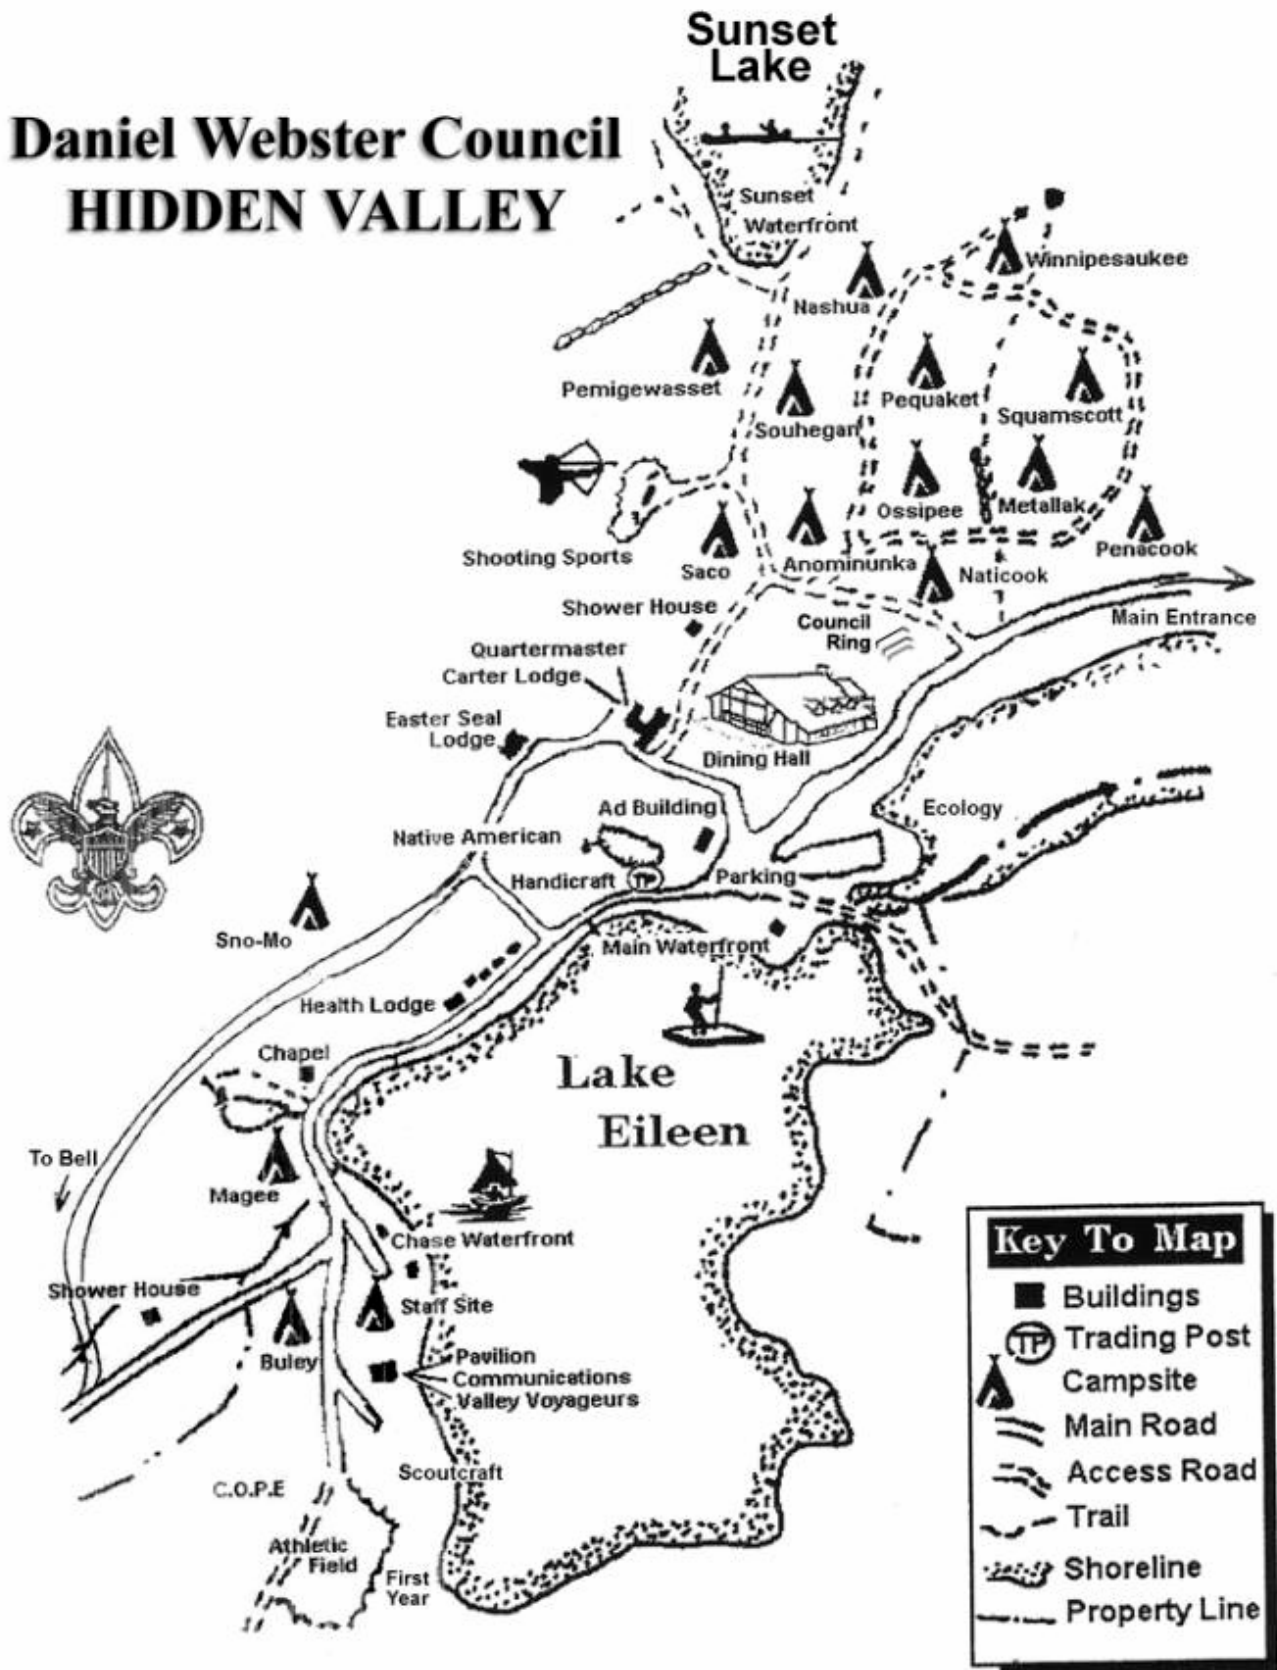 Sunset
Lake
Daniel Webster Council
HIDDEN VALLEY
Sunset
Waterfront
Winnipesaukee
Nashua
Pemigewasset
Souhegan
Pequaket
Squamscott
Ossipee
Metallak
Shooting Sports
Saco
Anominunka
Naticook
Penacook
Shower House
Council
Ring
Main Entrance
Quartermaster
Carter Lodge
Easter Seal
Lodge
Dining Hall
Ad Building
Ecology
Native American
Handicraft
TP
Parking
Sno-Mo
Main Waterfront
Health Lodge
Chapel
Lake
Eileen
To Bell
Magee
Chase Waterfront
Shower House
Staff Site
Buley
Pavilion
Communications
Valley Voyageurs
Scoutcraft
C.O.P.E
Athletic
Field
First
Year
Key To Map
Buildings
TP Trading Post
Campsite
Main Road
Access Road
Trail
Shoreline
Property Line